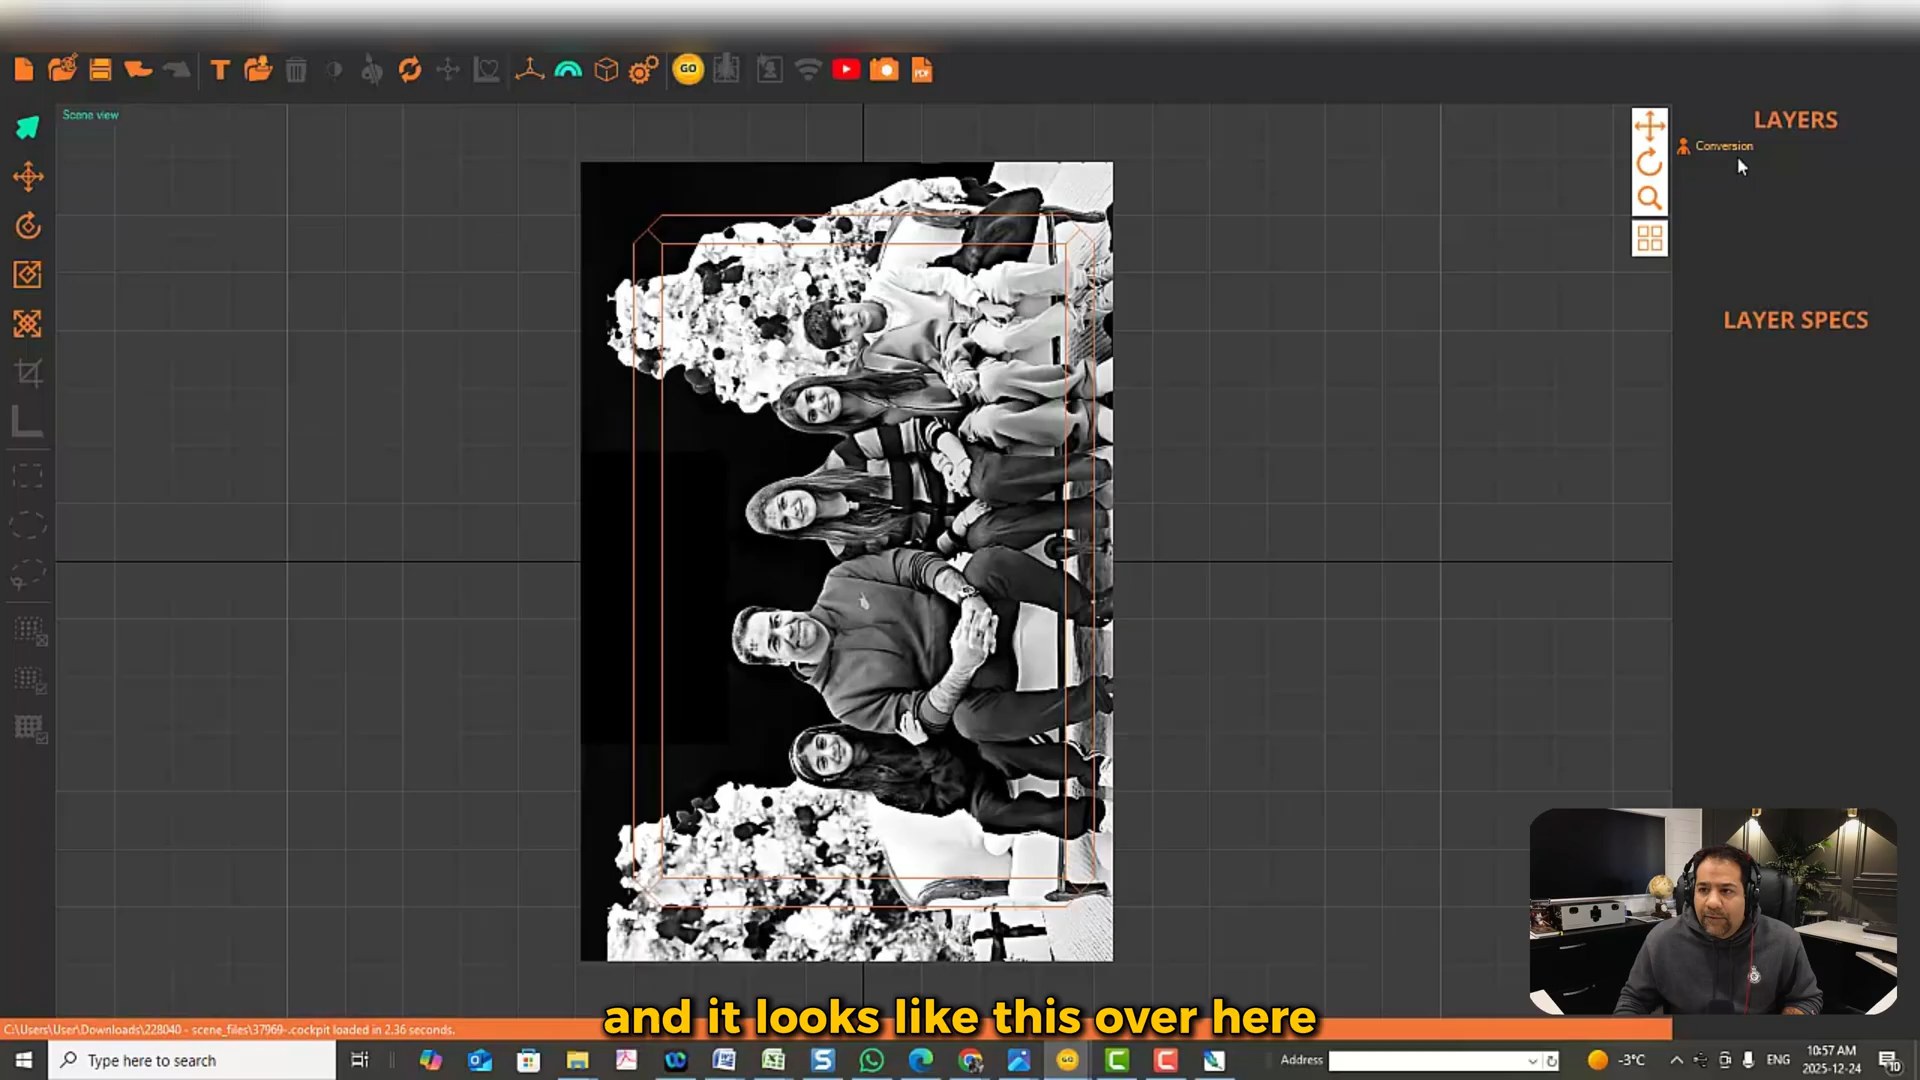 GO
PDF
Scene view
LAYERS
Conversion
LAYER SPECS
and it looks like this over here
C:\Users\User\Downloads\228040 - scene_files\37969-.cockpit loaded in 2.36 seconds.
Type here to search
Address
-3°C
ENG
10:57 AM
2025-12-24
10